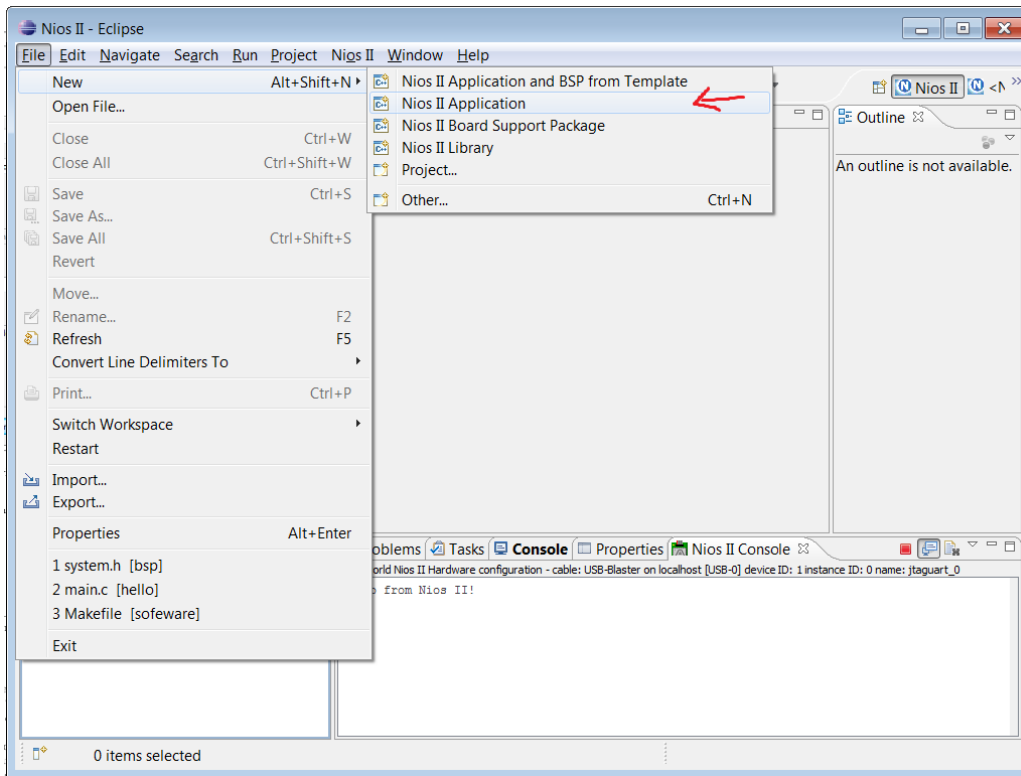 Nios II - Eclipse
File Edit Navigate Search Run Project Nios II Window Help
New Alt+Shift+N
Open File...
Close Ctrl+W
Close All Ctrl+Shift+W
Save Ctrl+S
Save As...
Save All Ctrl+Shift+S
Revert
Move...
Rename... F2
Refresh F5
Convert Line Delimiters To
Print... Ctrl+P
Switch Workspace
Restart
Import...
Export...
Properties Alt+Enter
1 system.h [bsp]
2 main.c [hello]
3 Makefile [sofeware]
Exit
Nios II Application and BSP from Template
Nios II Application
Nios II Board Support Package
Nios II Library
Project...
Other... Ctrl+N
Nios II <N
Outline
An outline is not available.
oblems Tasks Console Properties Nios II Console
orld Nios II Hardware configuration - cable: USB-Blaster on localhost [USB-0] device ID: 1 instance ID: 0 name: jtaguart_0
from Nios II!
0 items selected